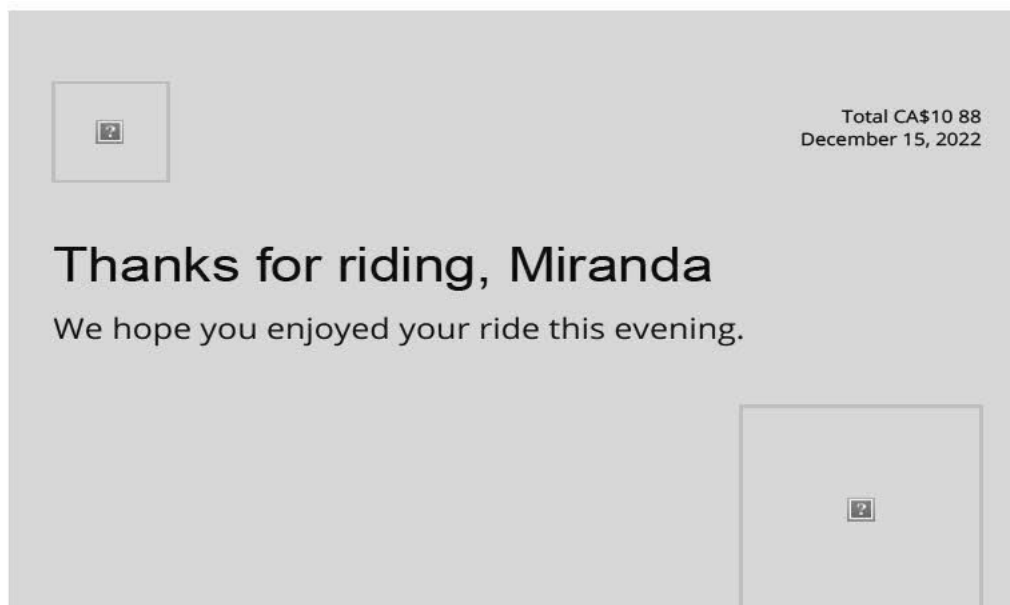 Total CA$10 88
December 15, 2022
Thanks for riding, Miranda
We hope you enjoyed your ride this evening.